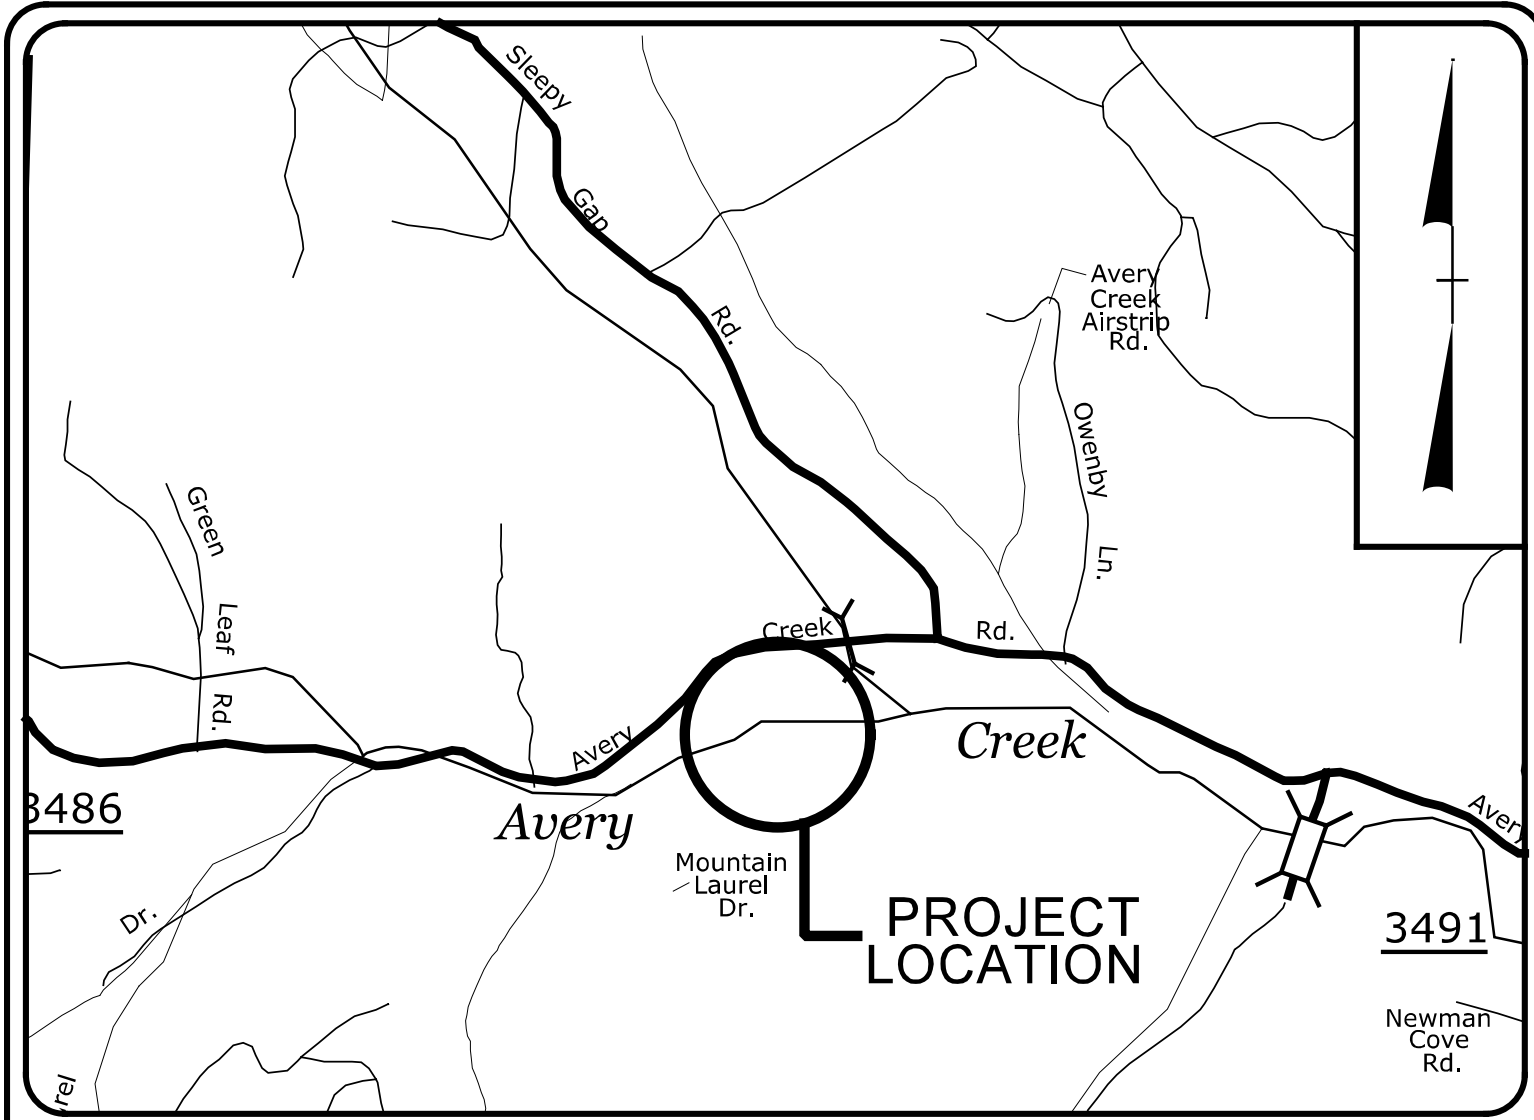 Sleepy
Gap
Rd.
Avery
Creek
Airstrip
Rd.
Owenby
Ln.
Green
Leaf
Rd.
Creek
Rd.
Avery
Creek
Avery
3486
Avery
Mountain
Laurel
Dr.
Dr.
PROJECT
LOCATION
3491
Newman
Cove
Rd.
rel